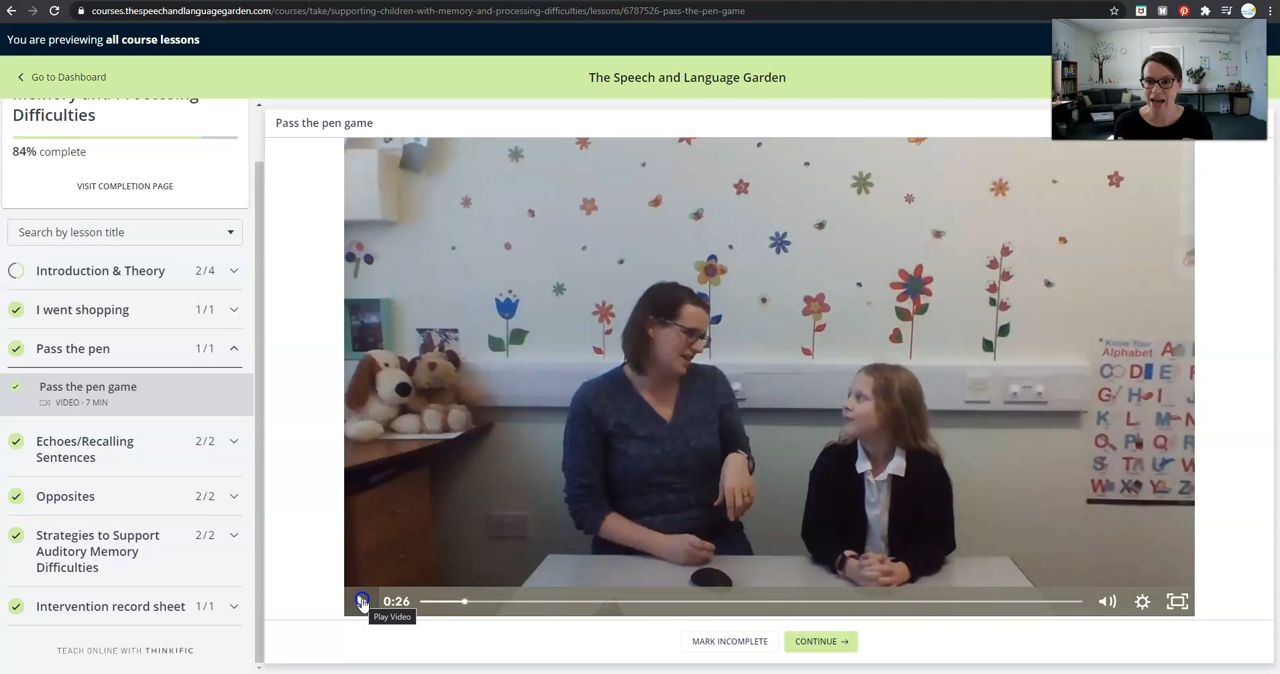 courses.thespeechandlanguagegarden.com/courses/take/supporting-children-with-memory-and-processing-difficulties/lessons/6787526-pass-the-pen-game
You are previewing all course lessons
Go to Dashboard
The Speech and Language Garden
Memory and Processing
Difficulties
84% complete
VISIT COMPLETION PAGE
Search by lesson title
Introduction & Theory 2/4
I went shopping 1/1
Pass the pen 1/1
Pass the pen game
VIDEO - 7 MIN
Echoes/Recalling
Sentences
2/2
Opposites 2/2
Strategies to Support
Auditory Memory
Difficulties
2/2
Intervention record sheet 1/1
TEACH ONLINE WITH THINKIFIC
Pass the pen game
Know Your
Alphabet
0:26
Play Video
MARK INCOMPLETE
CONTINUE →